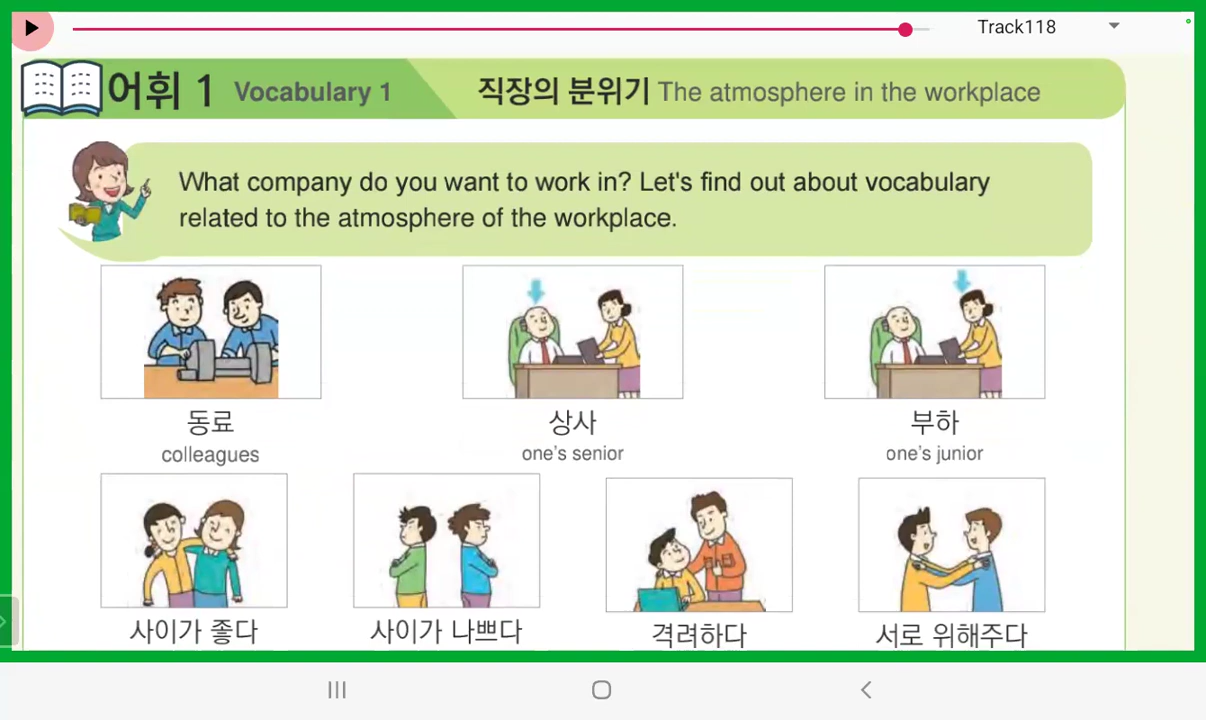 Track118
어휘 1 Vocabulary 1 직장의 분위기 The atmosphere in the workplace
What company do you want to work in? Let's find out about vocabulary
related to the atmosphere of the workplace.
동료 상사 부하
colleagues one's senior one's junior
사이가 좋다 사이가 나쁘다 격려하다 서로 위해주다